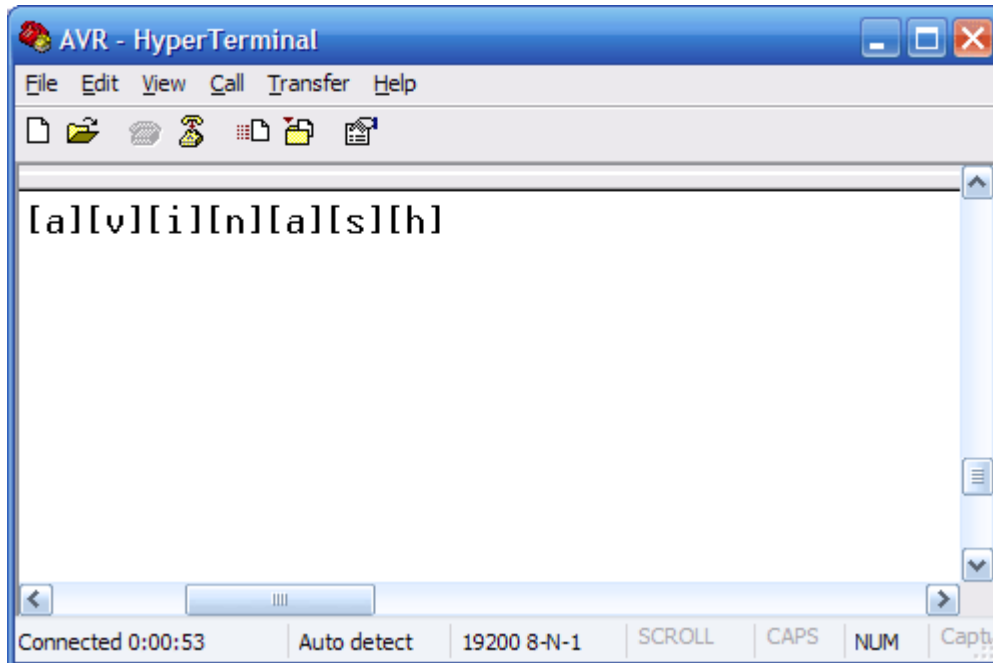 AVR - HyperTerminal
File Edit View Call Transfer Help
[a][v][i][n][a][s][h]
Connected 0:00:53 Auto detect 19200 8-N-1 SCROLL CAPS NUM Captu